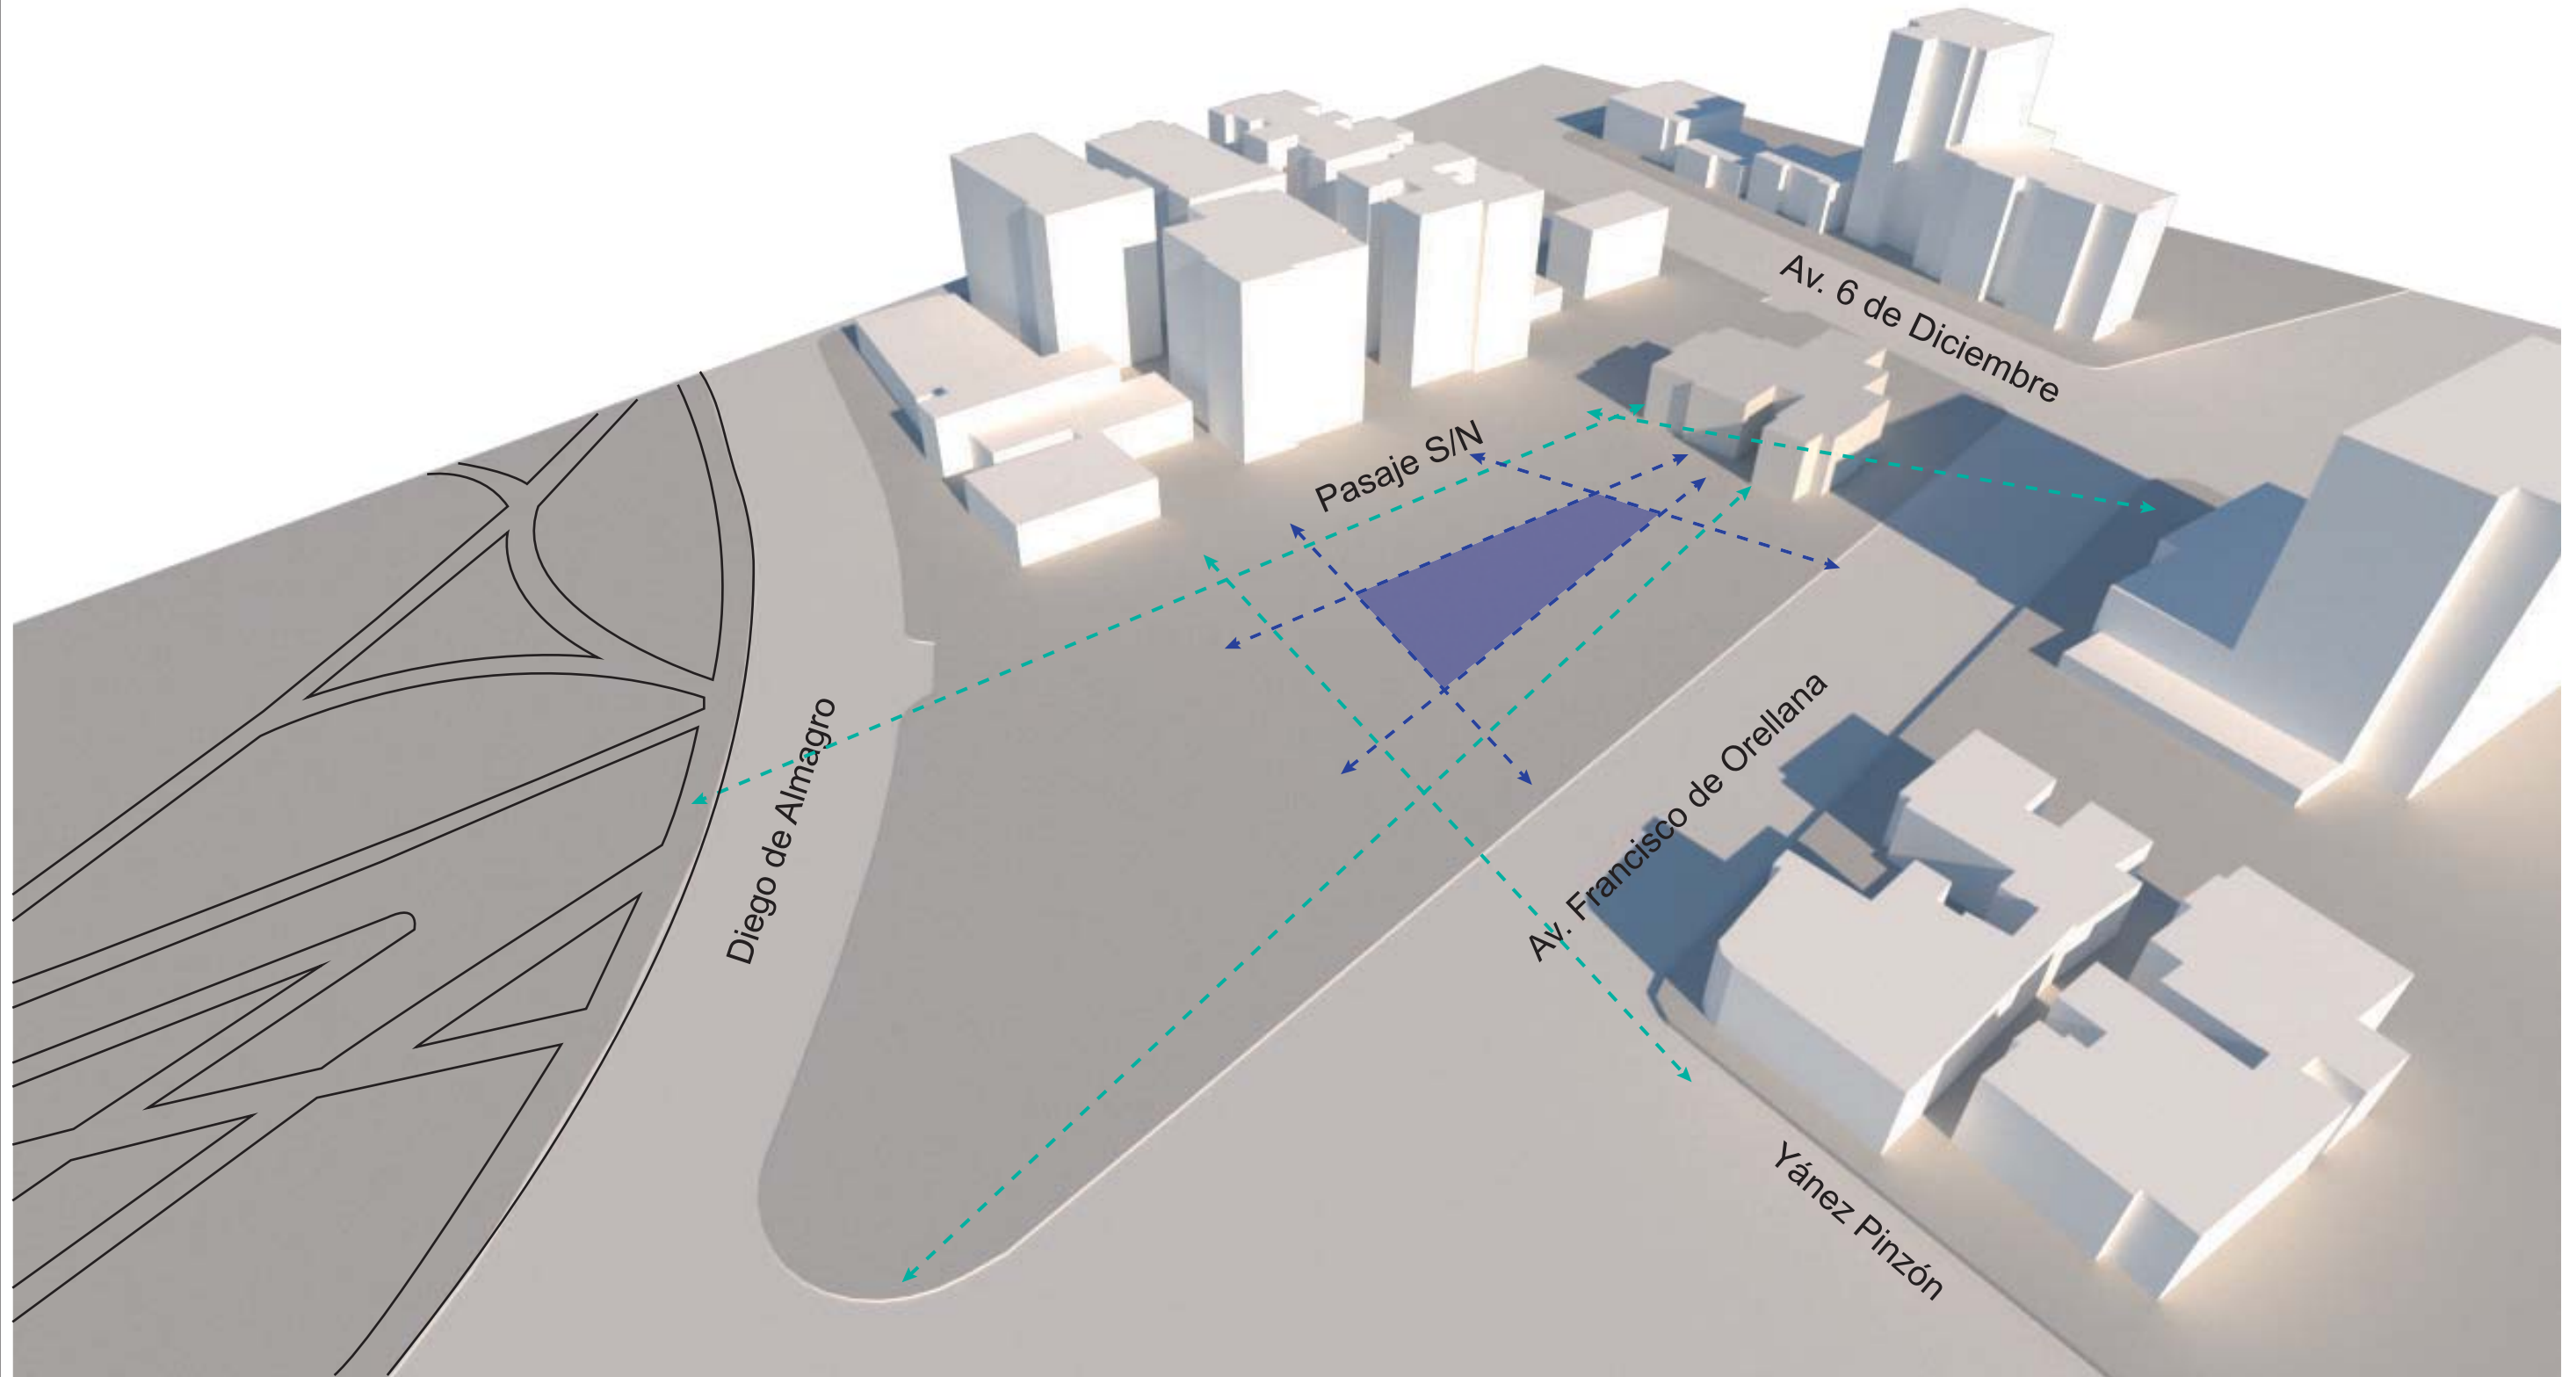 Av. 6 de Diciembre
Pasaje S/N
Diego de Almagro
Av. Francisco de Orellana
Yánez Pinzón